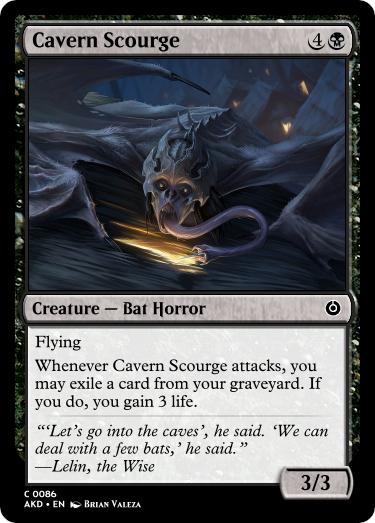 Cavern Scourge 4
Creature — Bat Horror
Flying
Whenever Cavern Scourge attacks, you
may exile a card from your graveyard. If
you do, you gain 3 life.
“‘Let’s go into the caves’, he said. ‘We can
deal with a few bats,’ he said.”
—Lelin, the Wise
3/3
C 0086
AKD • EN Brian Valeza